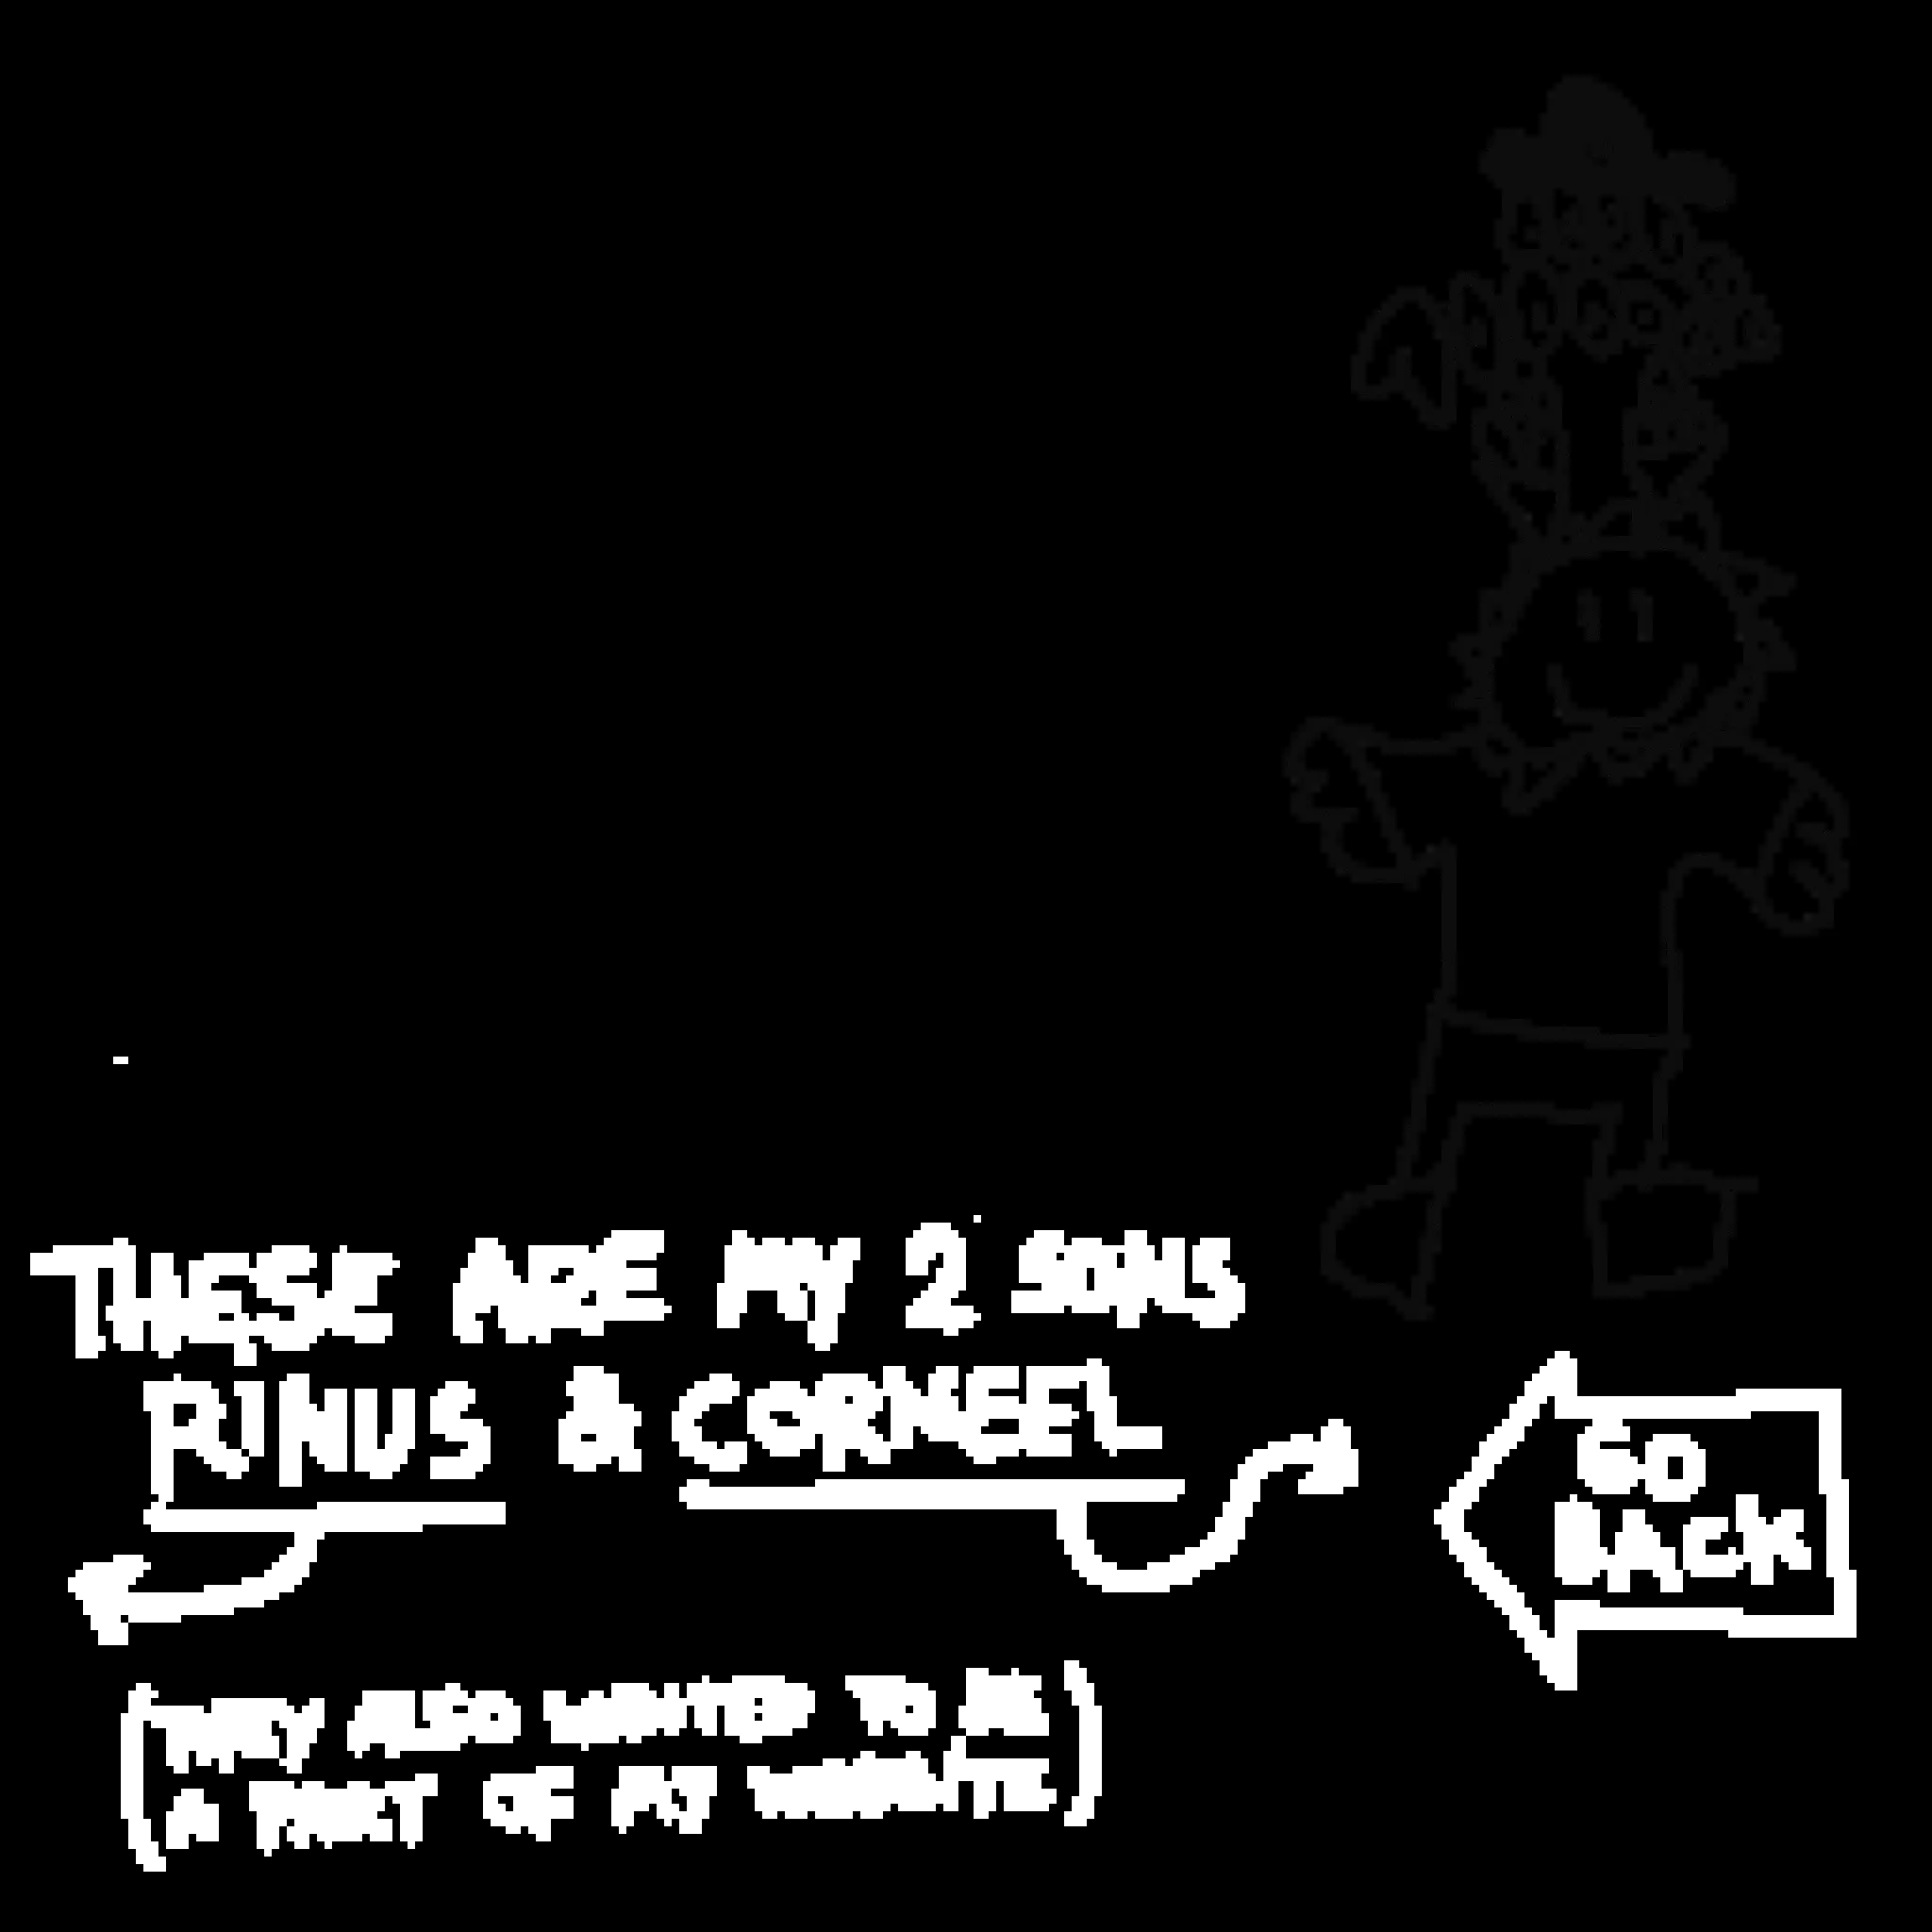 THESE ARE MY 2 SONS
RINUS & CORNEEL
(THEY ALSO WANTED TO BE
A PART OF MY WEBSITE)
GO
BACK